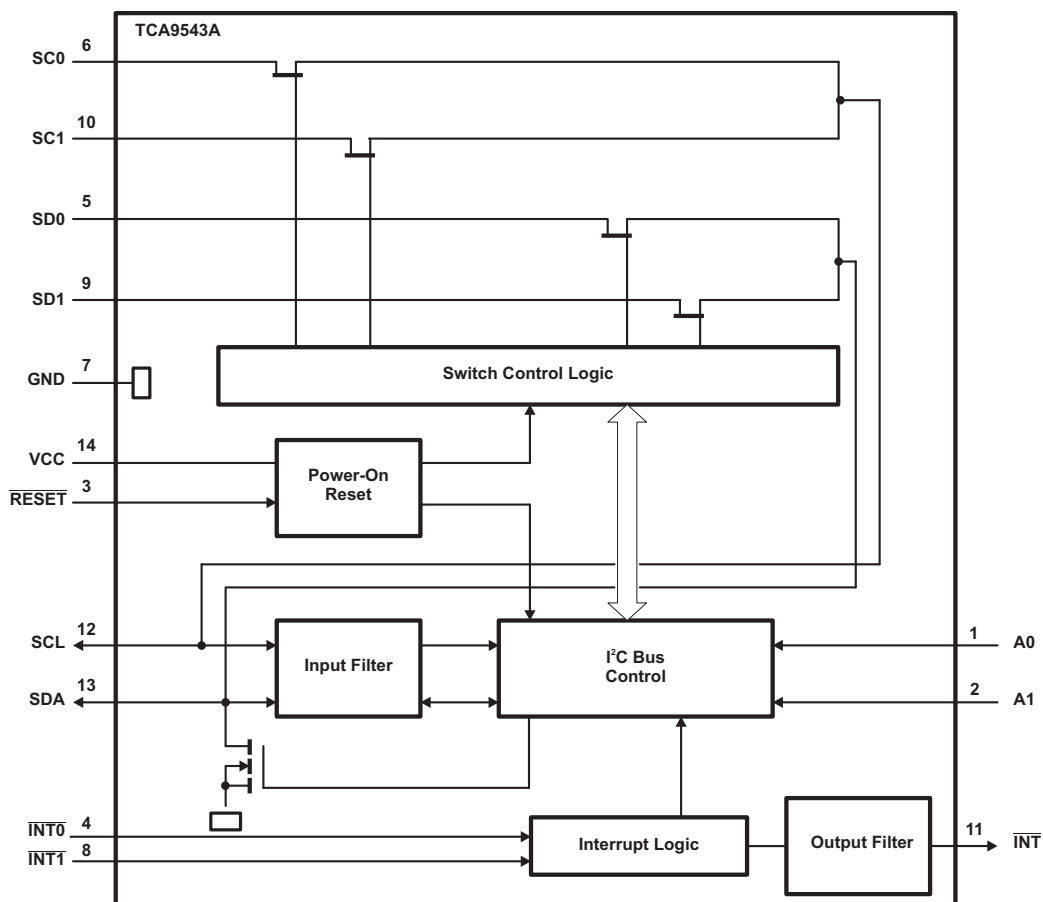 TCA9543A
SC0 6
SC1 10
SD0 5
SD1 9
Switch Control Logic
GND 7
VCC 14
RESET 3
Power-On
Reset
SCL 12
SDA 13
Input Filter
I²C Bus
Control
1 A0
2 A1
INT0 4
INT1 8
Interrupt Logic
Output Filter
11 INT